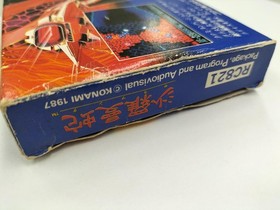 RC821
Package, Program and Audiovisual © KONAMI 1987
沙羅曼蛇